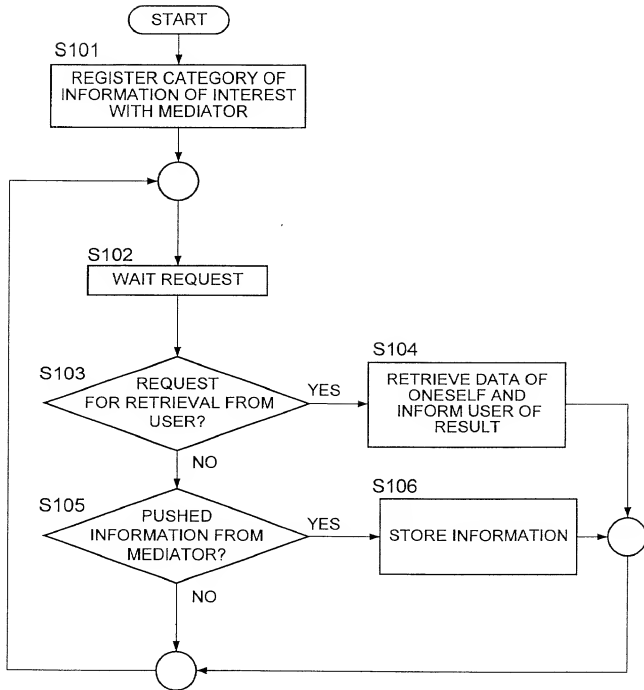 START
S101
REGISTER CATEGORY OF
INFORMATION OF INTEREST
WITH MEDIATOR
S102
WAIT REQUEST
S103
REQUEST
FOR RETRIEVAL FROM
USER?
YES
S104
RETRIEVE DATA OF
ONESELF AND
INFORM USER OF
RESULT
NO
S105
PUSHED
INFORMATION FROM
MEDIATOR?
YES
S106
STORE INFORMATION
NO